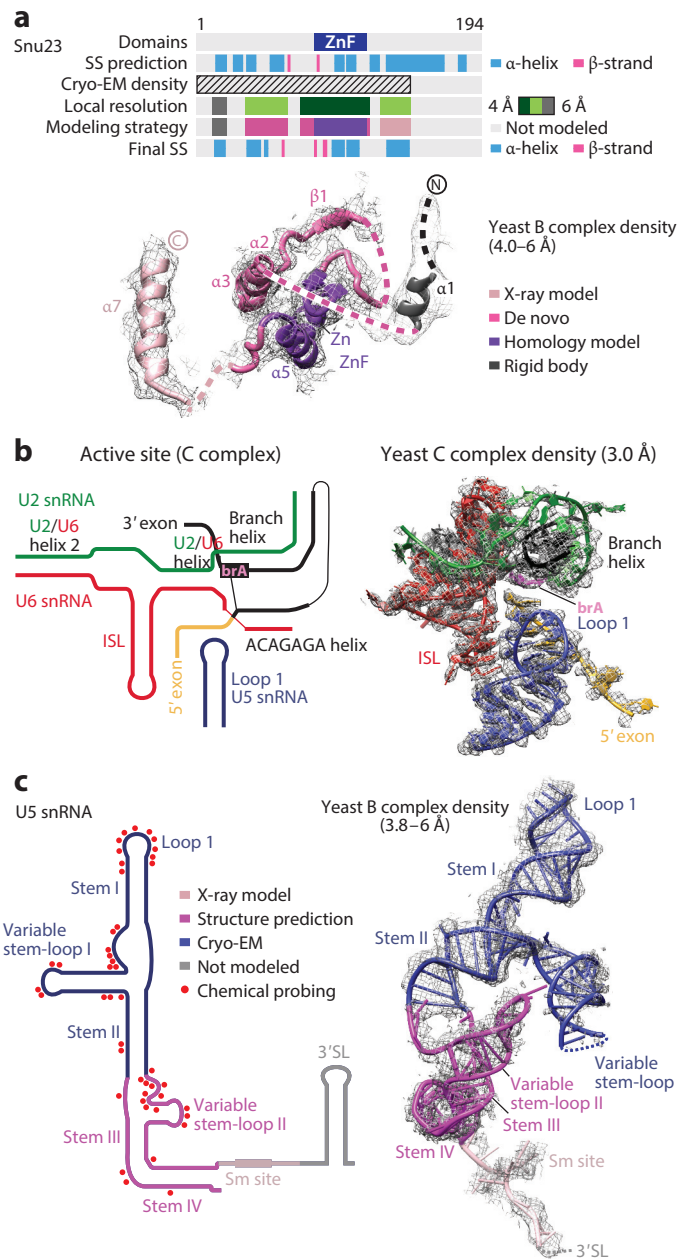 a
1 194
Snu23
Domains ZnF
SS prediction α-helix β-strand
Cryo-EM density
Local resolution 4 Å 6 Å
Modeling strategy Not modeled
Final SS α-helix β-strand
N
β1
Yeast B complex density
(4.0–6 Å)
C
α2
α1
α7
α3
X-ray model
De novo
Zn
Homology model
ZnF
α5
Rigid body
b Active site (C complex) Yeast C complex density (3.0 Å)
U2 snRNA
3′ exon
Branch
helix
U2/U6
helix 2
U2/U6
helix I
brA
U6 snRNA
ISL
ACAGAGA helix
5′ exon
Loop 1
U5 snRNA
Branch
helix
brA
Loop 1
ISL
5′ exon
c
U5 snRNA
Loop 1
Stem I
Variable
stem-loop I
Stem II
Stem III
Variable
stem-loop II
Stem IV
Sm site
3′SL
X-ray model
Structure prediction
Cryo-EM
Not modeled
Chemical probing
Yeast B complex density
(3.8–6 Å)
Loop 1
Stem I
Stem II
Variable
stem-loop
Variable
stem-loop II
Stem III
Stem IV
Sm site
3′SL